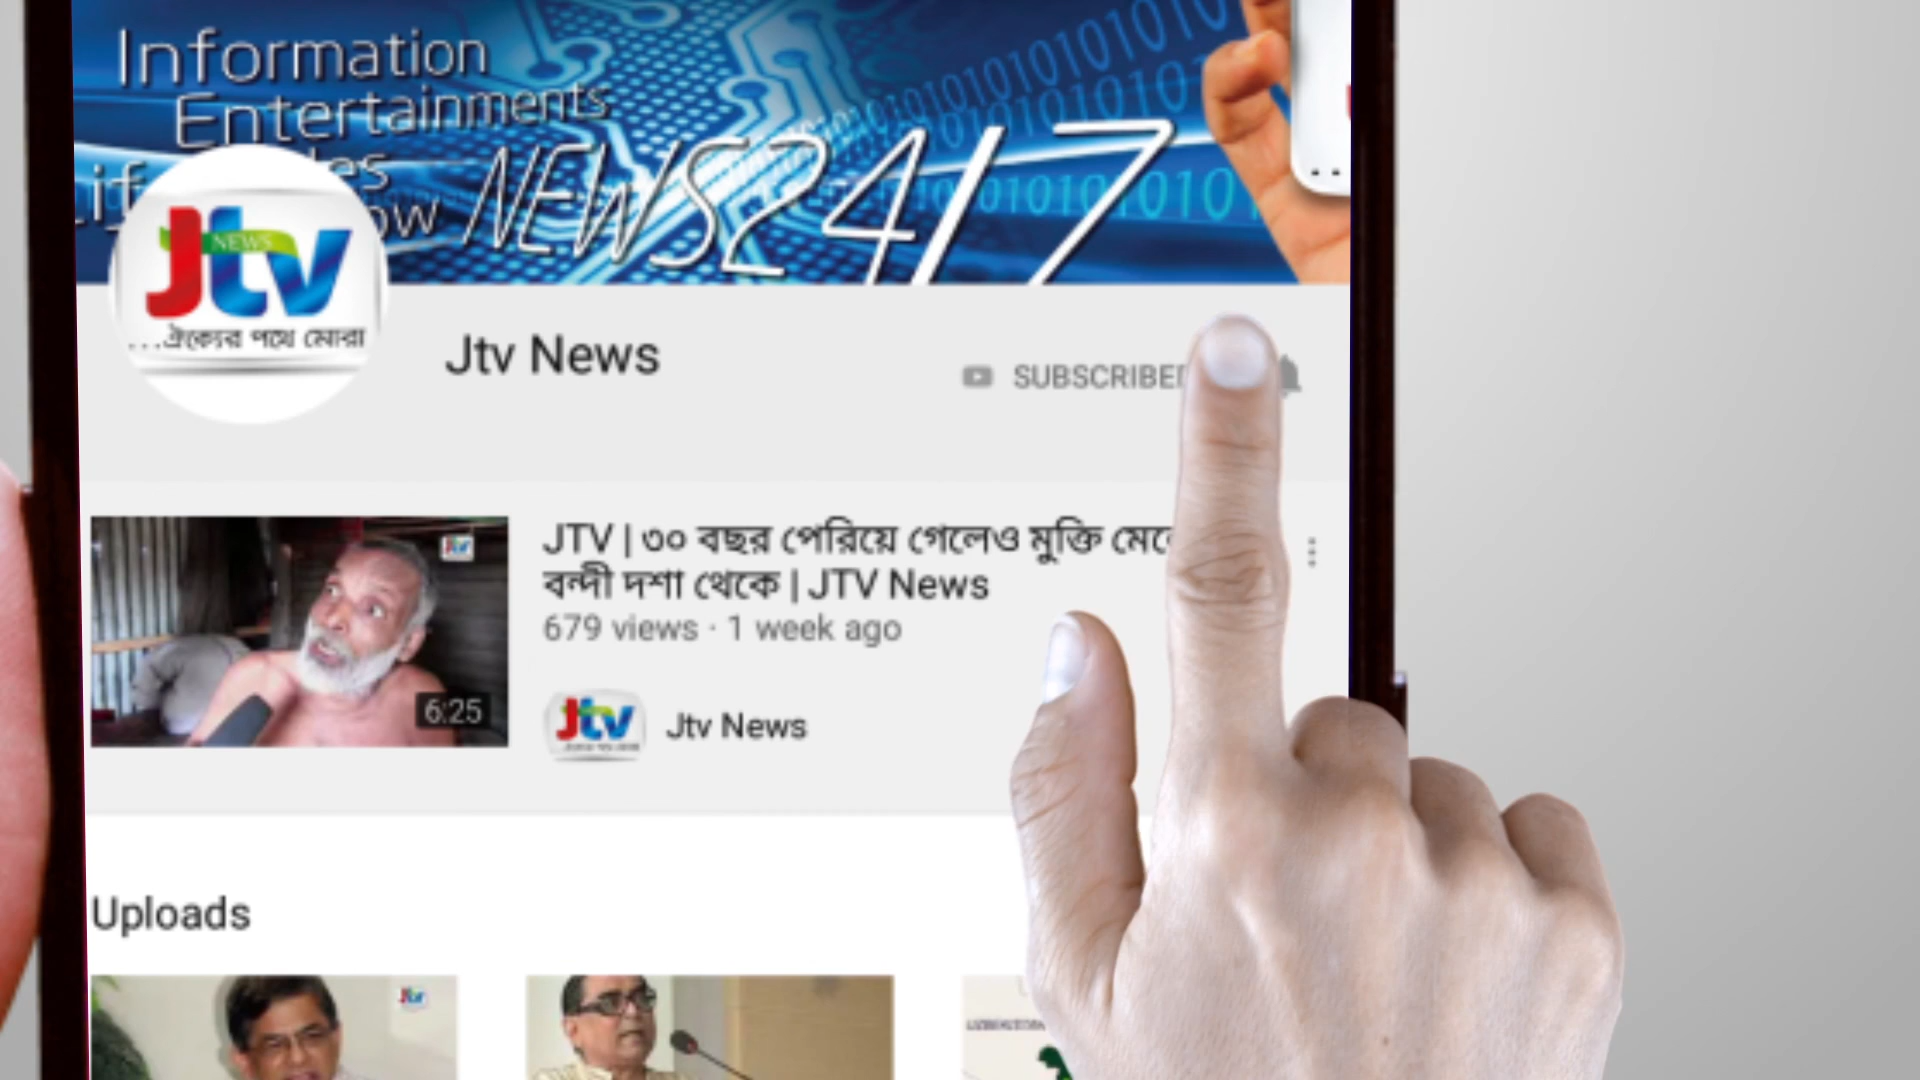 Information
Entertainments
NEWS24/7
Jtv
NEWS
...ঐক্যের পথে মোরা
Jtv News
SUBSCRIBED
JTV | ৩০ বছর পেরিয়ে গেলেও মুক্তি
বন্দী দশা থেকে | JTV News
679 views · 1 week ago
6:25
Jtv
Jtv News
Uploads